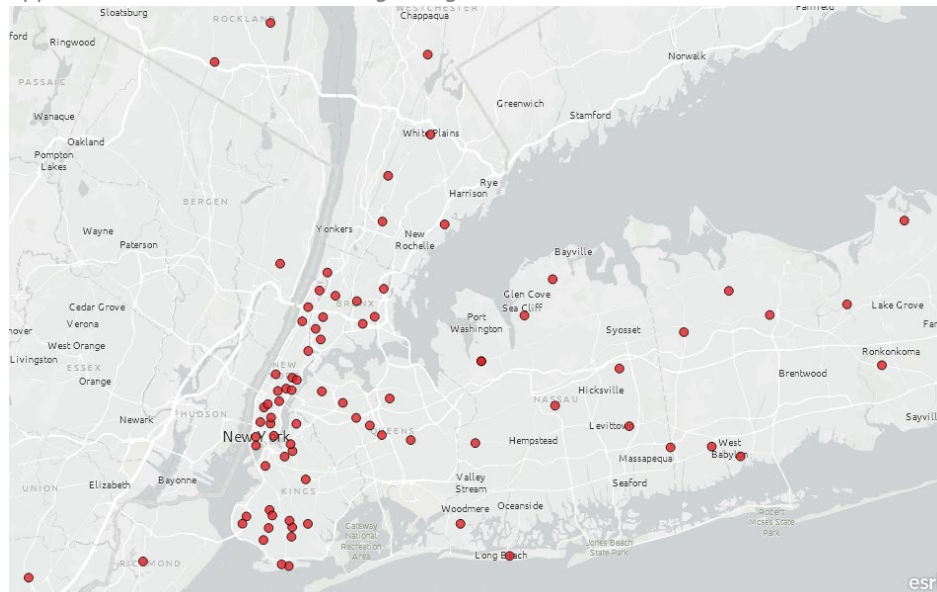 WESTCHESTER
Fairfield
Sloatsburg
ROCKLAND
Chappaqua
ford
Ringwood
Norwalk
PASSAIC
Greenwich
Stamford
Wanaque
White Plains
Oakland
Pompton
Lakes
Rye
Harrison
BERGEN
Wayne
Yonkers
New
Rochelle
Paterson
Bayville
Glen Cove
Sea Cliff
BRONX
Cedar Grove
Port
Washington
Lake Grove
Verona
Syosset
Far
nover
West Orange
Livingston
ESSEX
Ronkonkoma
NEW
Brentwood
Orange
Hicksville
NASSAU
Newark
HUDSON
Sayvill
Levittown
QUEENS
New York
Hempstead
West
Babylon
Massapequa
Elizabeth
Bayonne
Valley
Stream
Seaford
UNION
KINGS
Woodmere
Oceanside
Robert
Moses State
Park
Gateway
National
Recreation
Area
Jones Beach
State Park
Long Beach
RICHMOND
esri